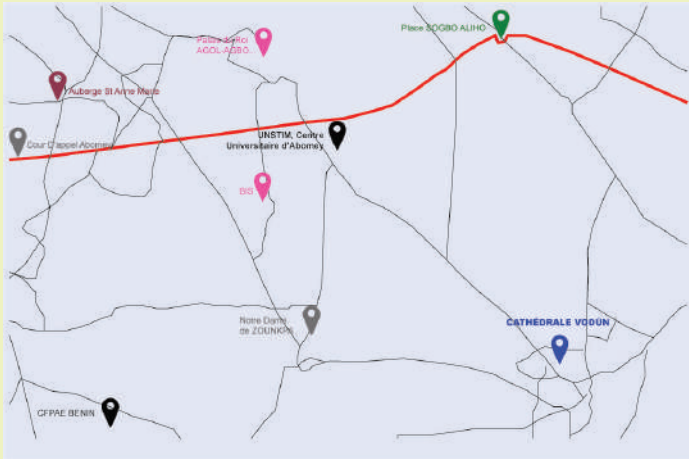 Place GOGBO ALIHO
Palais du Roi
AGOL-AGBO.
Auberge St Anne Marie
UNSTIM, Centre
Universitaire d'Abomey
Cour D'appel Abomey
BIS
Notre Dame
de ZOUNKPA
CATHÉDRALE VODÙN
CFPAE BENIN